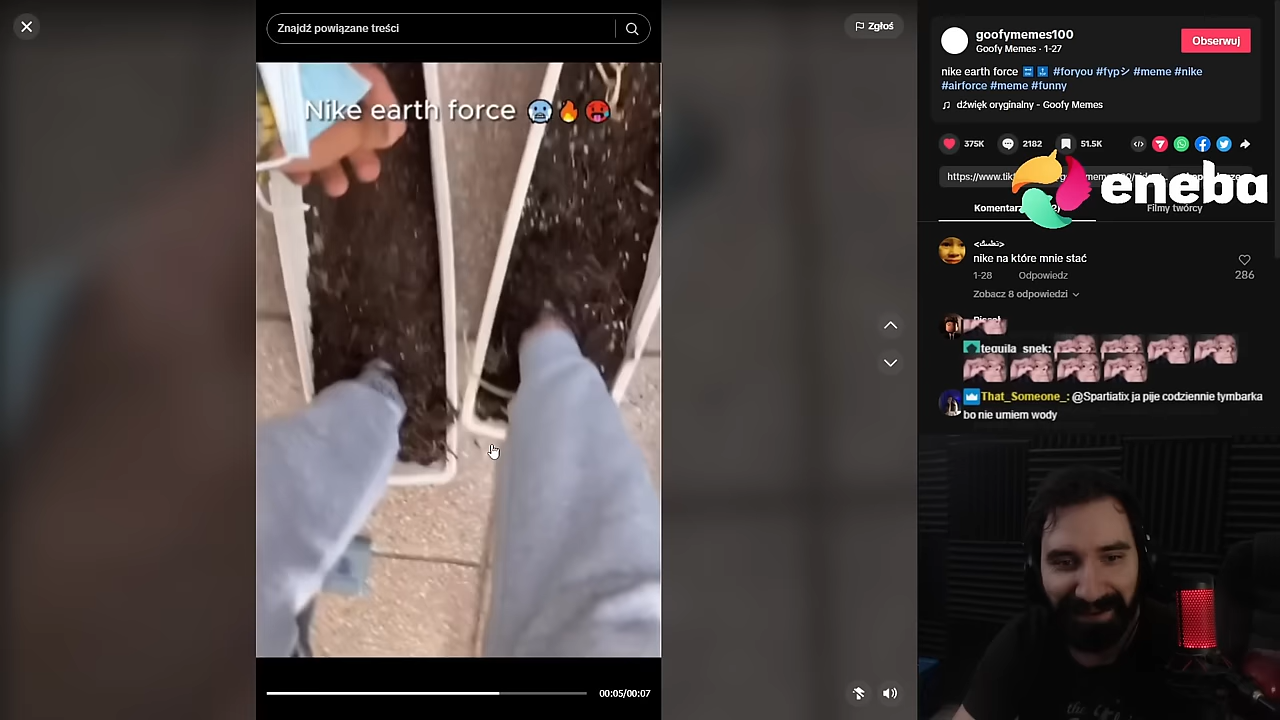 Znajdź powiązane treści
Zgłoś
Nike earth force 🥶🔥🥵
00:05/00:07
goofymemes100
Goofy Memes · 1-27
Obserwuj
nike earth force #foryou #fypシ #meme #nike
#airforce #meme #funny
♫ dźwięk oryginalny - Goofy Memes
375K
2182
51.5K
https://www.tik
eneba
Filmy twórcy
nike na które mnie stać
1-28 Odpowiedz
286
Zobacz 8 odpowiedzi
tequila_snek:
That_Someone_: @Spartiatix ja pije codziennie tymbarka
bo nie umiem wody